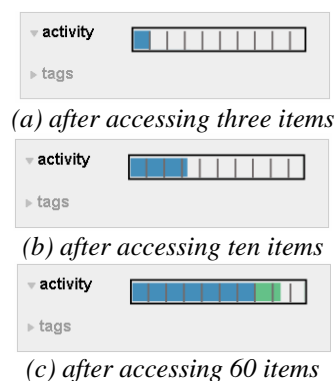 activity
tags
(a) after accessing three items
activity
tags
(b) after accessing ten items
activity
tags
(c) after accessing 60 items